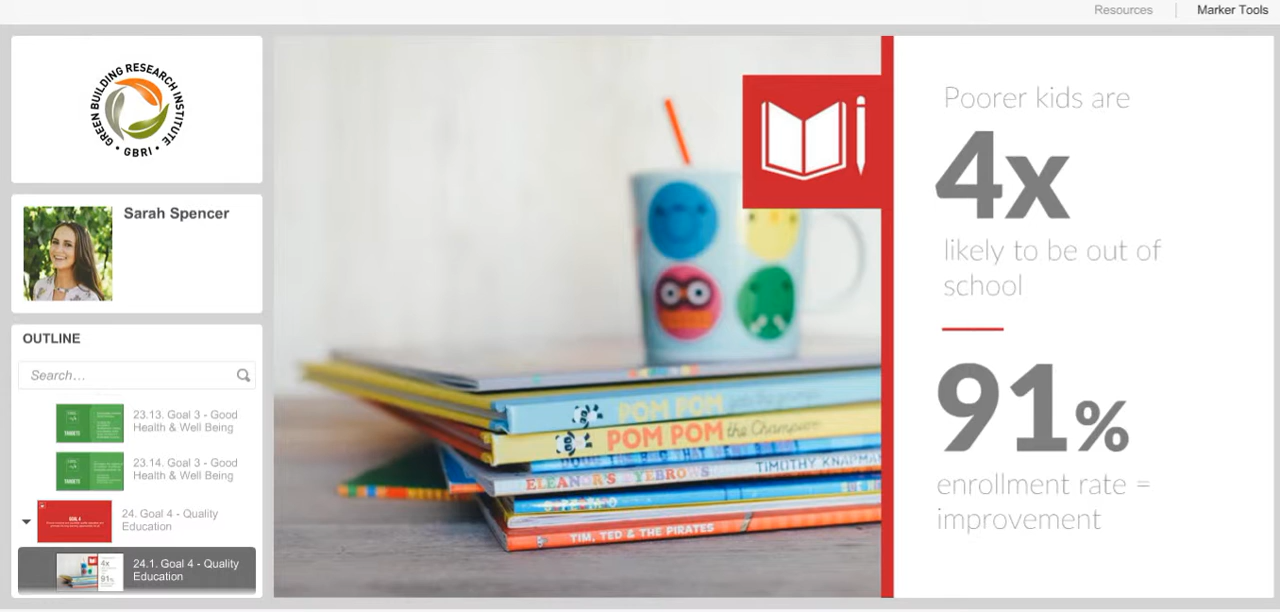 Resources
Marker Tools
GREEN BUILDING RESEARCH INSTITUTE
• GBRI •
Sarah Spencer
OUTLINE
Search...
23.13. Goal 3 - Good
Health & Well Being
23.14. Goal 3 - Good
Health & Well Being
24. Goal 4 - Quality
Education
24.1. Goal 4 - Quality
Education
POM POM
POM POM the Champion
ELEANOR'S EYEBROWS TIMOTHY KNAPMAN
TIM, TED & THE PIRATES
Poorer kids are
4x
likely to be out of
school
91%
enrollment rate =
improvement